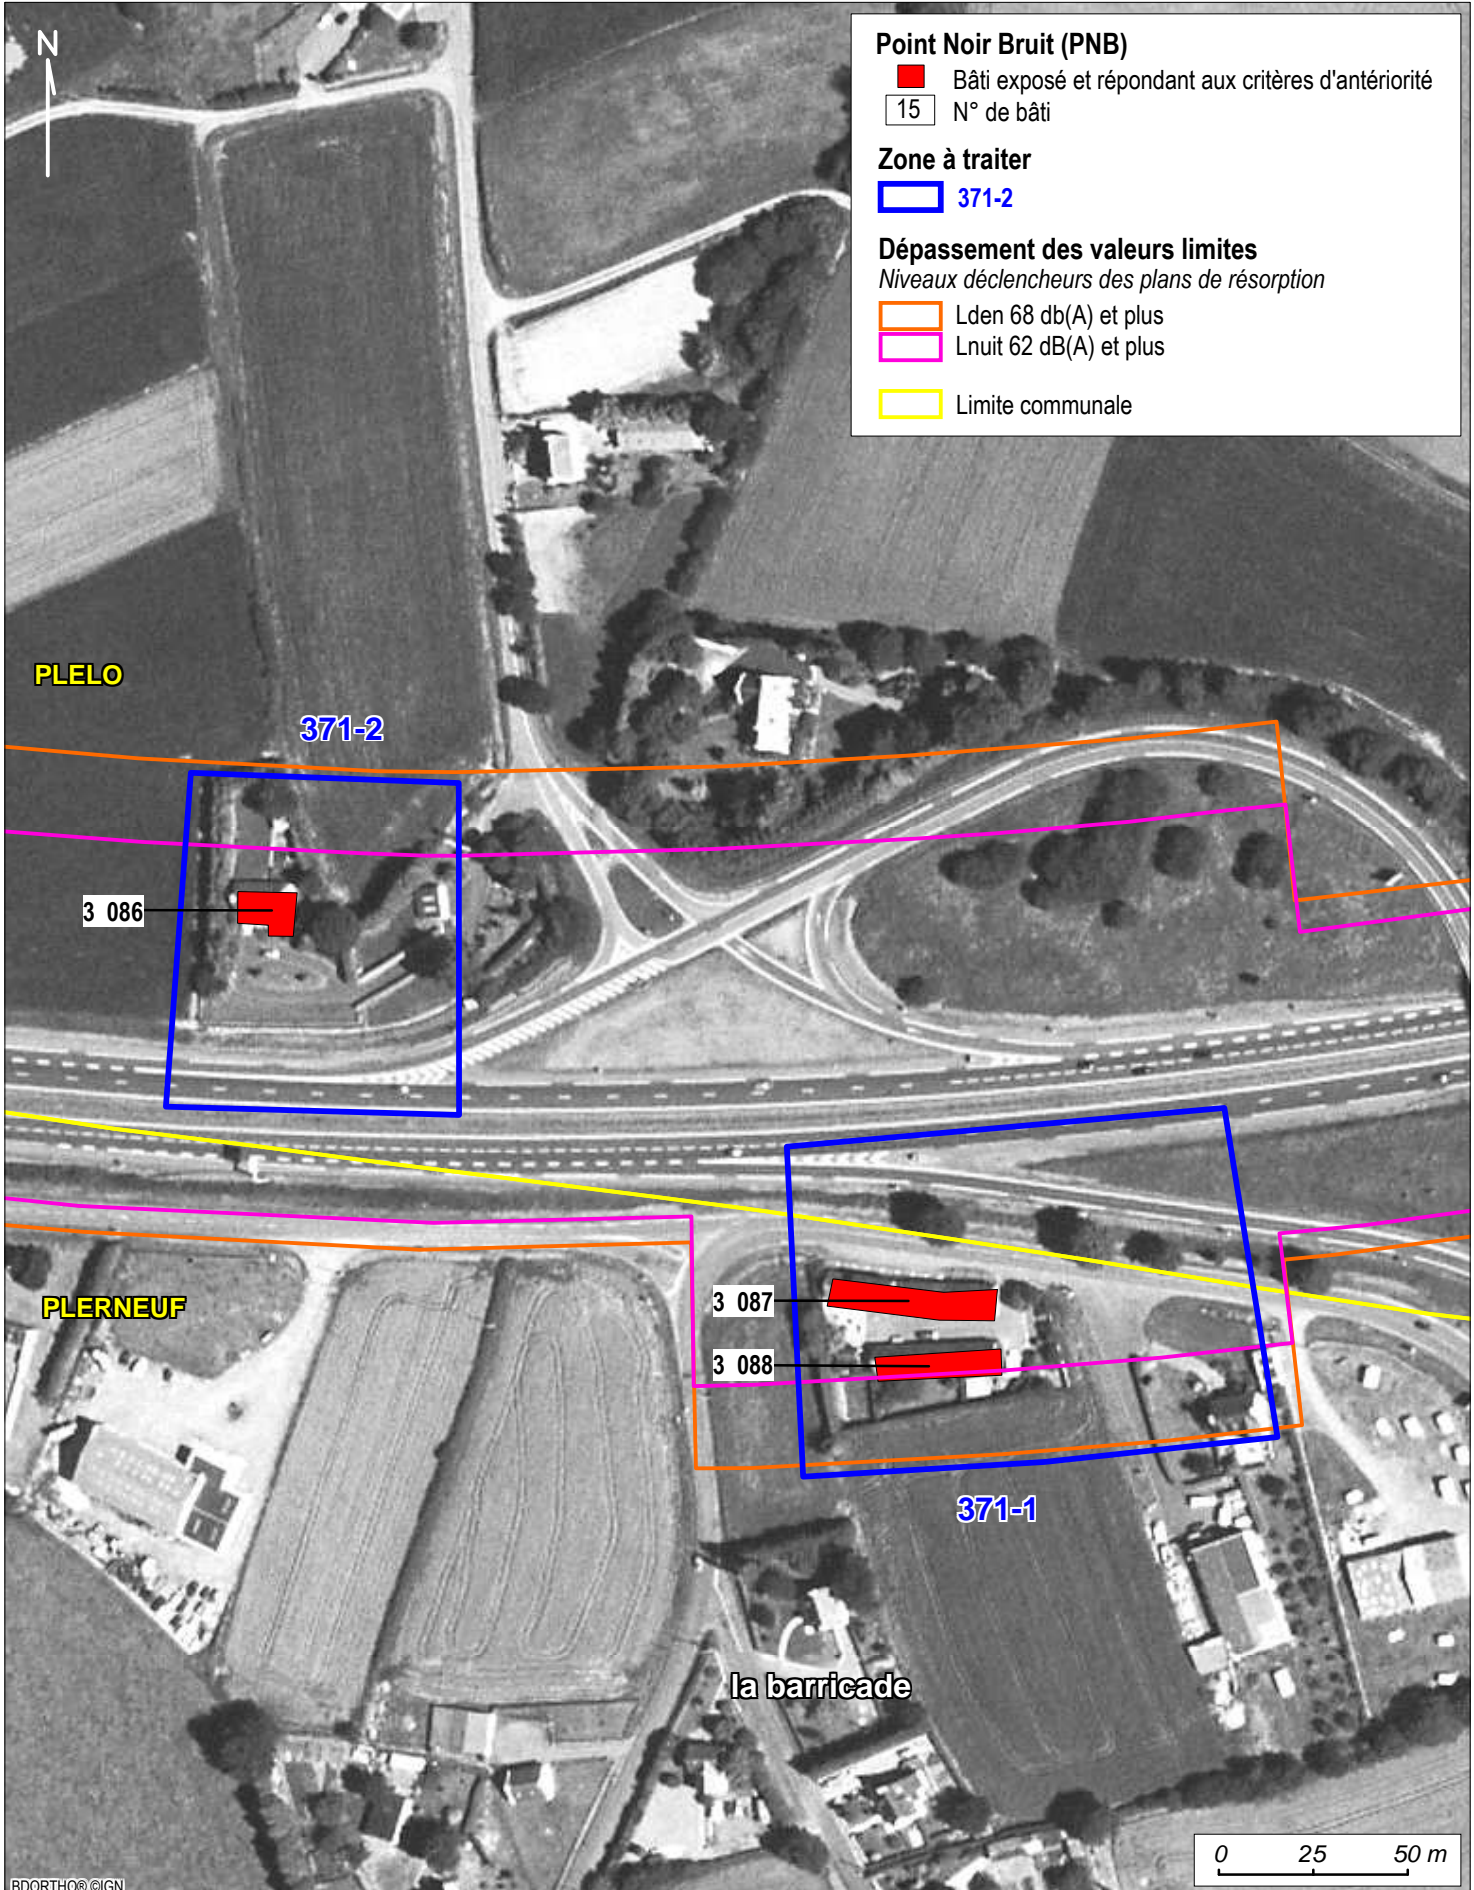 N
Point Noir Bruit (PNB)
Bâti exposé et répondant aux critères d'antériorité
15 N° de bâti
Zone à traiter
371-2
Dépassement des valeurs limites
Niveaux déclencheurs des plans de résorption
Lden 68 db(A) et plus
Lnuit 62 dB(A) et plus
Limite communale
PLELO
371-2
3 086
PLERNEUF
3 087
3 088
371-1
la barricade
0 25 50 m
BDORTHO® ©IGN